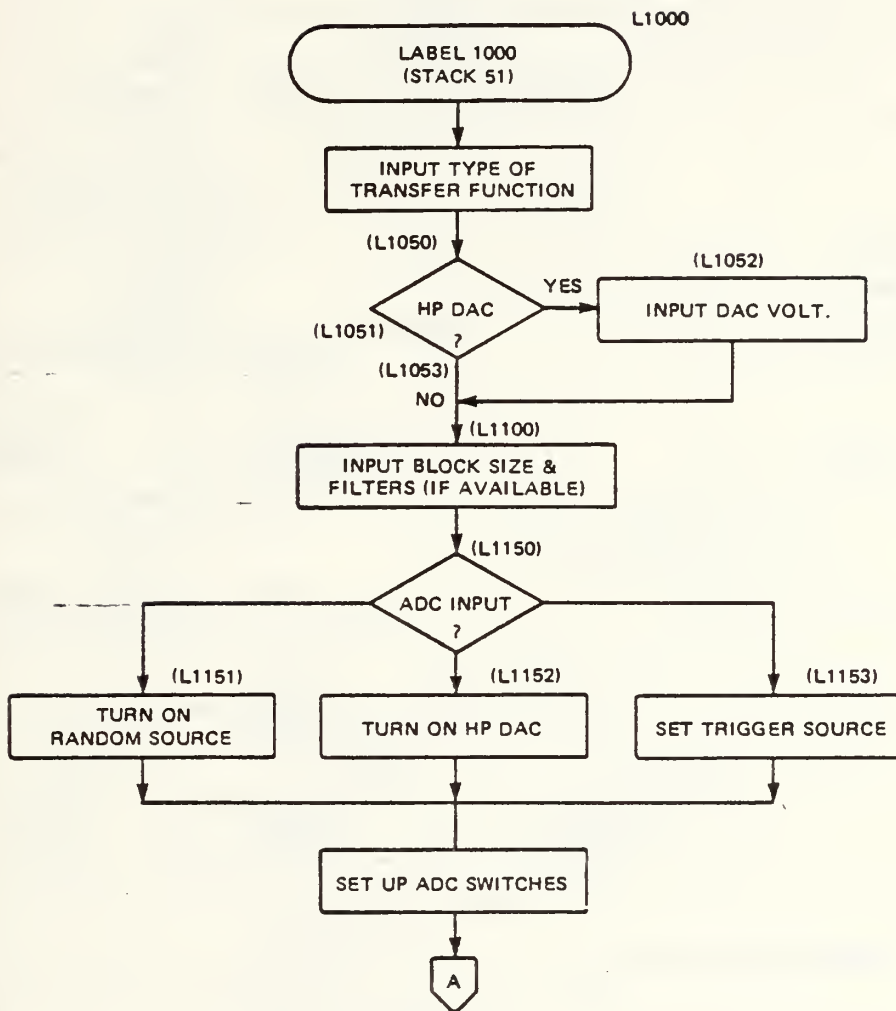 L1000
LABEL 1000
(STACK 51)
INPUT TYPE OF
TRANSFER FUNCTION
(L1050)
(L1052)
YES
HP DAC
?
INPUT DAC VOLT.
(L1051)
(L1053)
NO
(L1100)
INPUT BLOCK SIZE &
FILTERS (IF AVAILABLE)
(L1150)
ADC INPUT
?
(L1151)
(L1152)
(L1153)
TURN ON
RANDOM SOURCE
TURN ON HP DAC
SET TRIGGER SOURCE
SET UP ADC SWITCHES
A